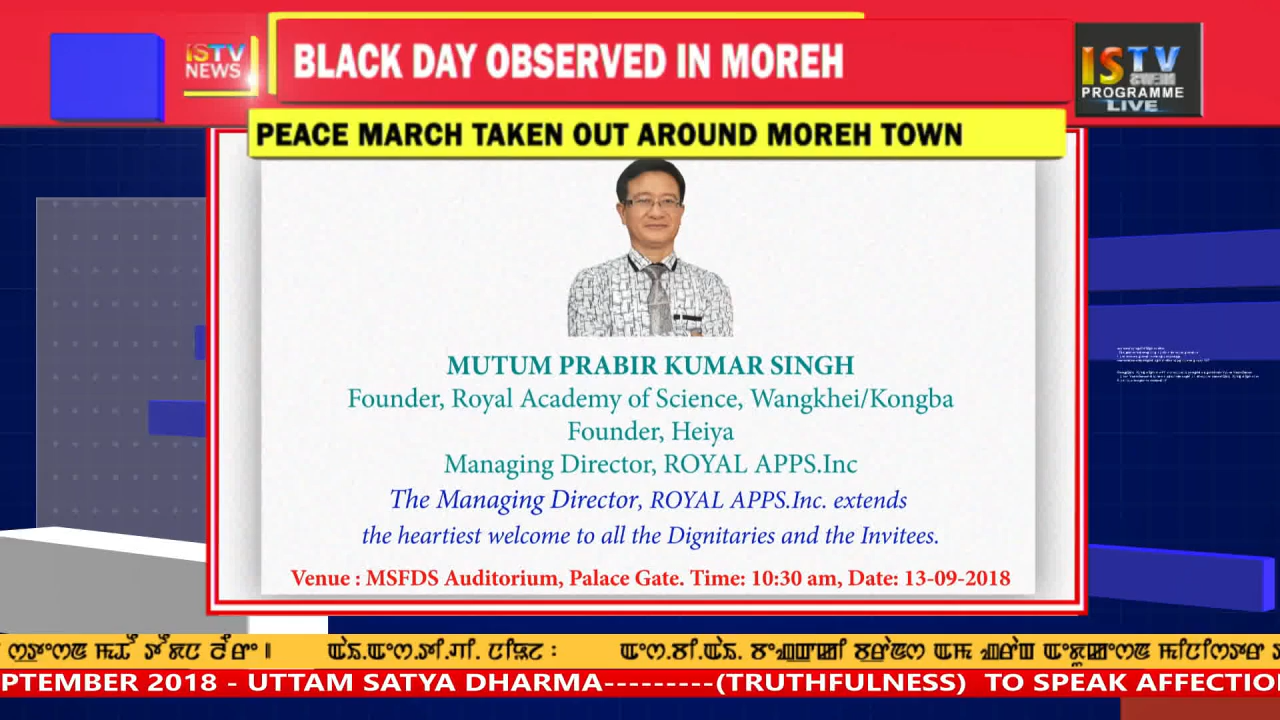 ISTV
NEWS
BLACK DAY OBSERVED IN MOREH
ISTV
NEWS
PROGRAMME
LIVE
PEACE MARCH TAKEN OUT AROUND MOREH TOWN
MUTUM PRABIR KUMAR SINGH
Founder, Royal Academy of Science, Wangkhei/Kongba
Founder, Heiya
Managing Director, ROYAL APPS.Inc
The Managing Director, ROYAL APPS.Inc. extends
the heartiest welcome to all the Dignitaries and the Invitees.
Venue : MSFDS Auditorium, Palace Gate. Time: 10:30 am, Date: 13-09-2018
PTEMBER 2018 - UTTAM SATYA DHARMA---------(TRUTHFULNESS) TO SPEAK AFFECTIO